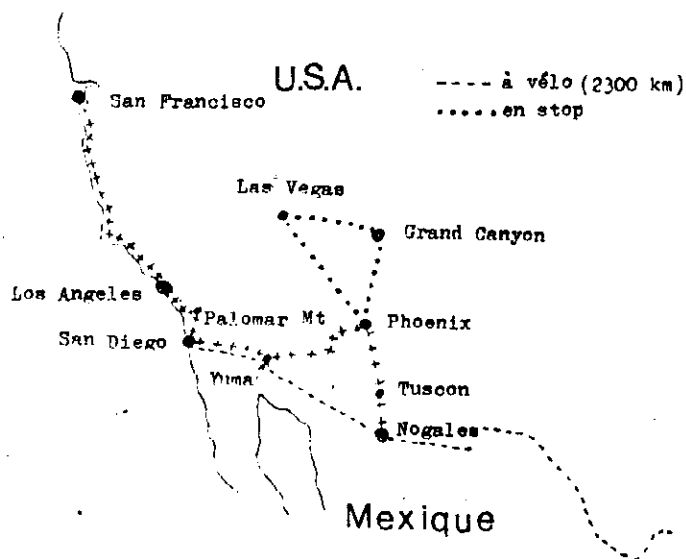 U.S.A.
---- à vélo (2300 km)
..... en stop
San Francisco
Las Vegas
Grand Canyon
Los Angeles
Palomar Mt
Phoenix
San Diego
Yuma
Tuscon
Nogales
Mexique